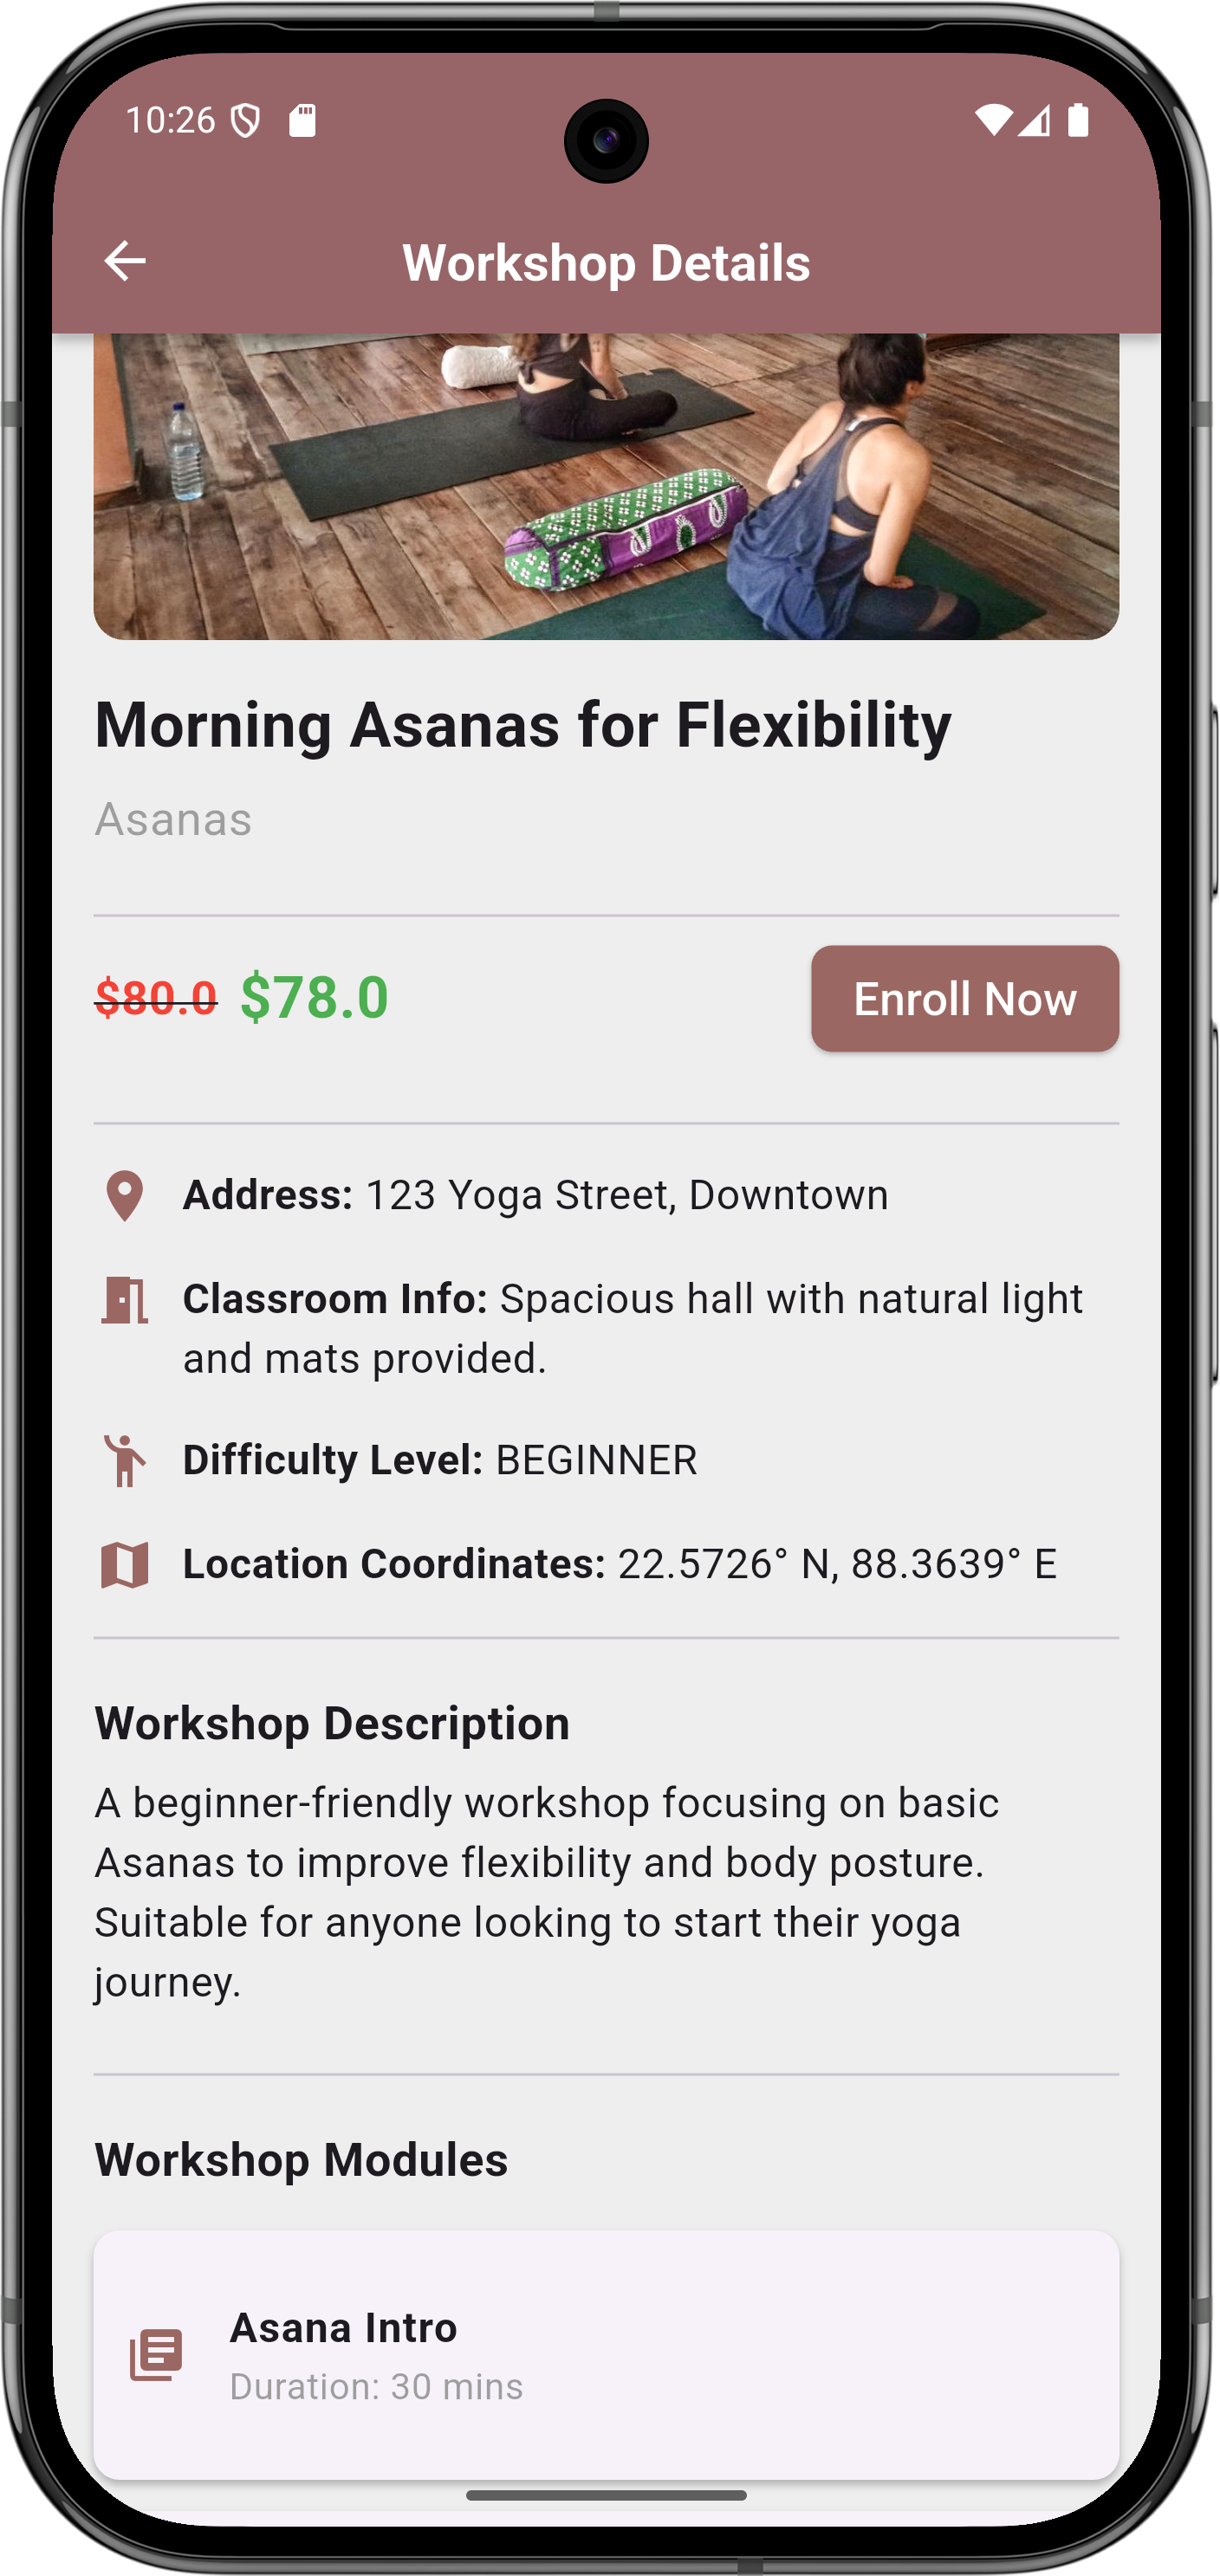 10:26
Workshop Details
Morning Asanas for Flexibility
Asanas
$80.0 $78.0
Enroll Now
Address: 123 Yoga Street, Downtown
Classroom Info: Spacious hall with natural light
and mats provided.
Difficulty Level: BEGINNER
Location Coordinates: 22.5726° N, 88.3639° E
Workshop Description
A beginner-friendly workshop focusing on basic
Asanas to improve flexibility and body posture.
Suitable for anyone looking to start their yoga
journey.
Workshop Modules
Asana Intro
Duration: 30 mins